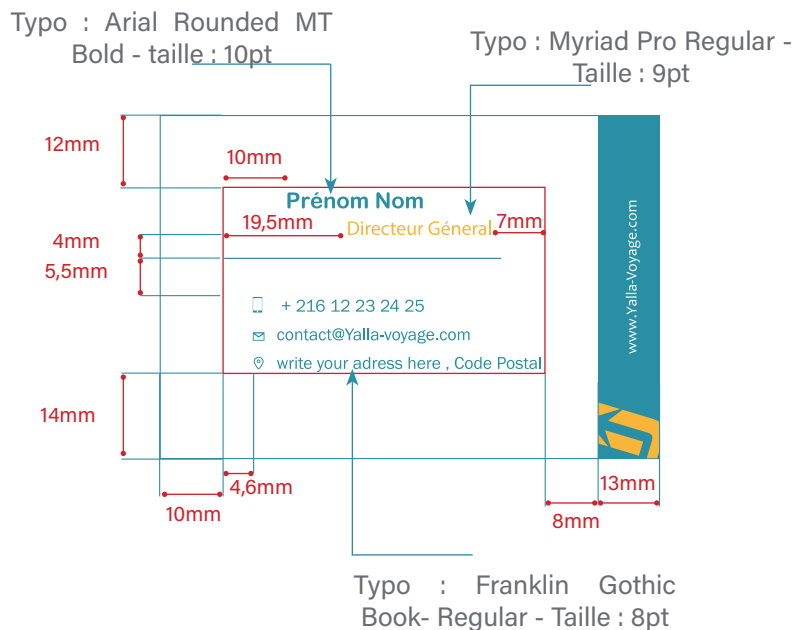 Typo : Arial Rounded MT
Bold - taille : 10pt
Typo : Myriad Pro Regular -
Taille : 9pt
12mm
10mm
Prénom Nom
19,5mm
Directeur Géneral
7mm
4mm
5,5mm
+ 216 12 23 24 25
contact@Yalla-voyage.com
write your adress here , Code Postal
www.Yalla-Voyage.com
14mm
4,6mm
10mm
13mm
8mm
Typo : Franklin Gothic
Book- Regular - Taille : 8pt